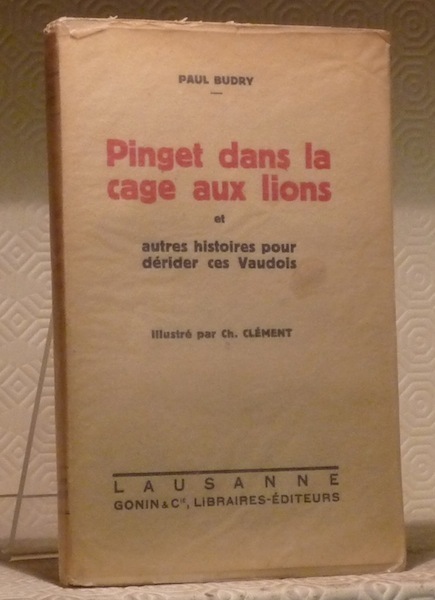 PAUL BUDRY
Pinget dans la
cage aux lions
et
autres histoires pour
dérider ces Vaudois
Illustré par Ch. CLÉMENT
LAUSANNE
GONIN & Cie, LIBRAIRES-ÉDITEURS